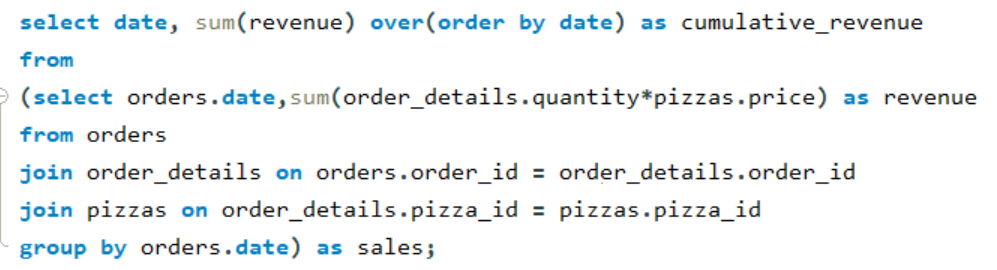 select date, sum(revenue) over(order by date) as cumulative_revenue
from
(select orders.date,sum(order_details.quantity*pizzas.price) as revenue
from orders
join order_details on orders.order_id = order_details.order_id
join pizzas on order_details.pizza_id = pizzas.pizza_id
group by orders.date) as sales;